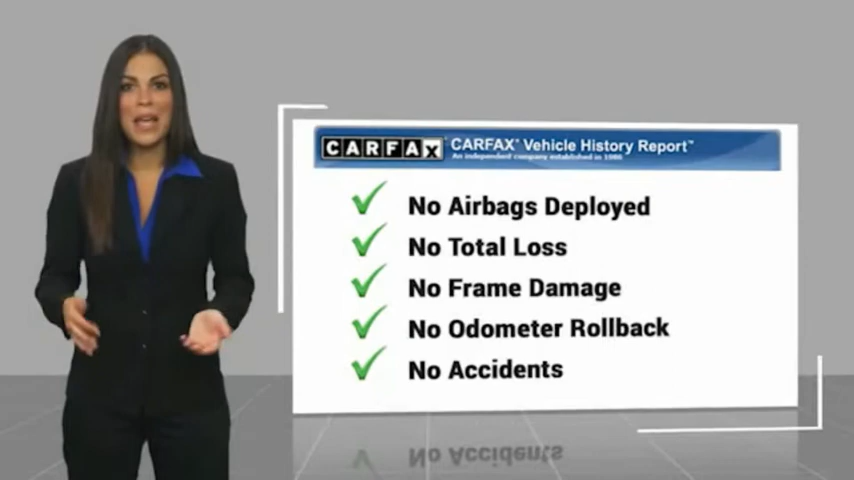 CARFAX CARFAX® Vehicle History Report™
An independent company established in 1986
No Airbags Deployed
No Total Loss
No Frame Damage
No Odometer Rollback
No Accidents
No Accidents